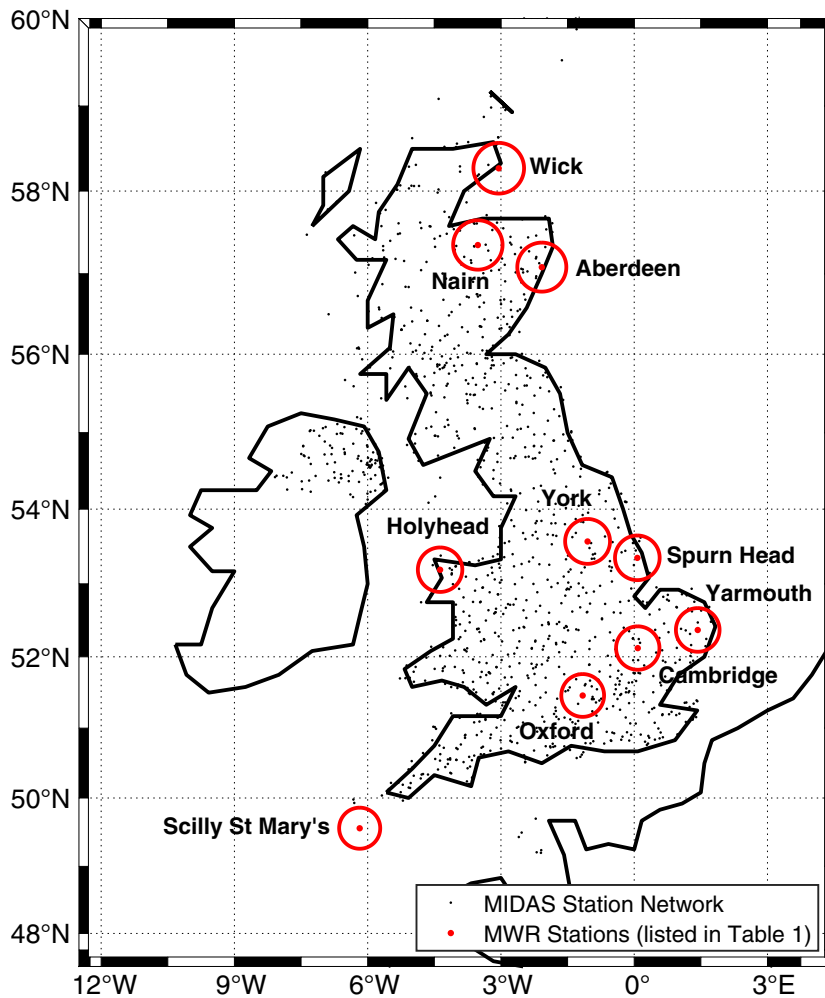 60°N
Wick
58°N
Aberdeen
Nairn
56°N
54°N
York
Holyhead
Spurn Head
Yarmouth
52°N
Cambridge
Oxford
50°N
Scilly St Mary's
MIDAS Station Network
MWR Stations (listed in Table 1)
48°N
12°W 9°W 6°W 3°W 0° 3°E